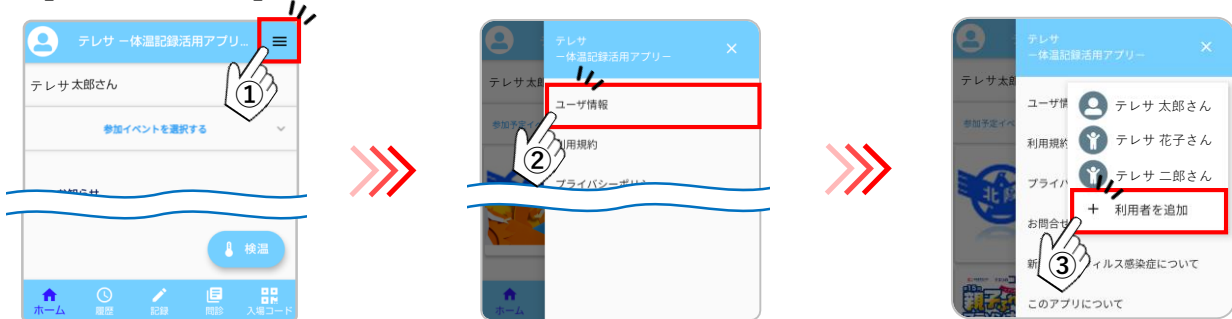 テレサ ー体温記録活用アプリ...
テレサ太郎さん
①
参加イベントを選択する
検温
ホーム
履歴
記録
問診
入場コード
テレサ
ー体温記録活用アプリー
テレサ太郎
ユーザ情報
②
利用規約
プライバシーポリシー
ホーム
テレサ
ー体温記録活用アプリー
テレサ太郎
テレサ 太郎さん
ユーザ情
テレサ 花子さん
利用規約
テレサ 二郎さん
プライバ
+ 利用者を追加
お問合せ
③
ィルス感染症について
このアプリについて